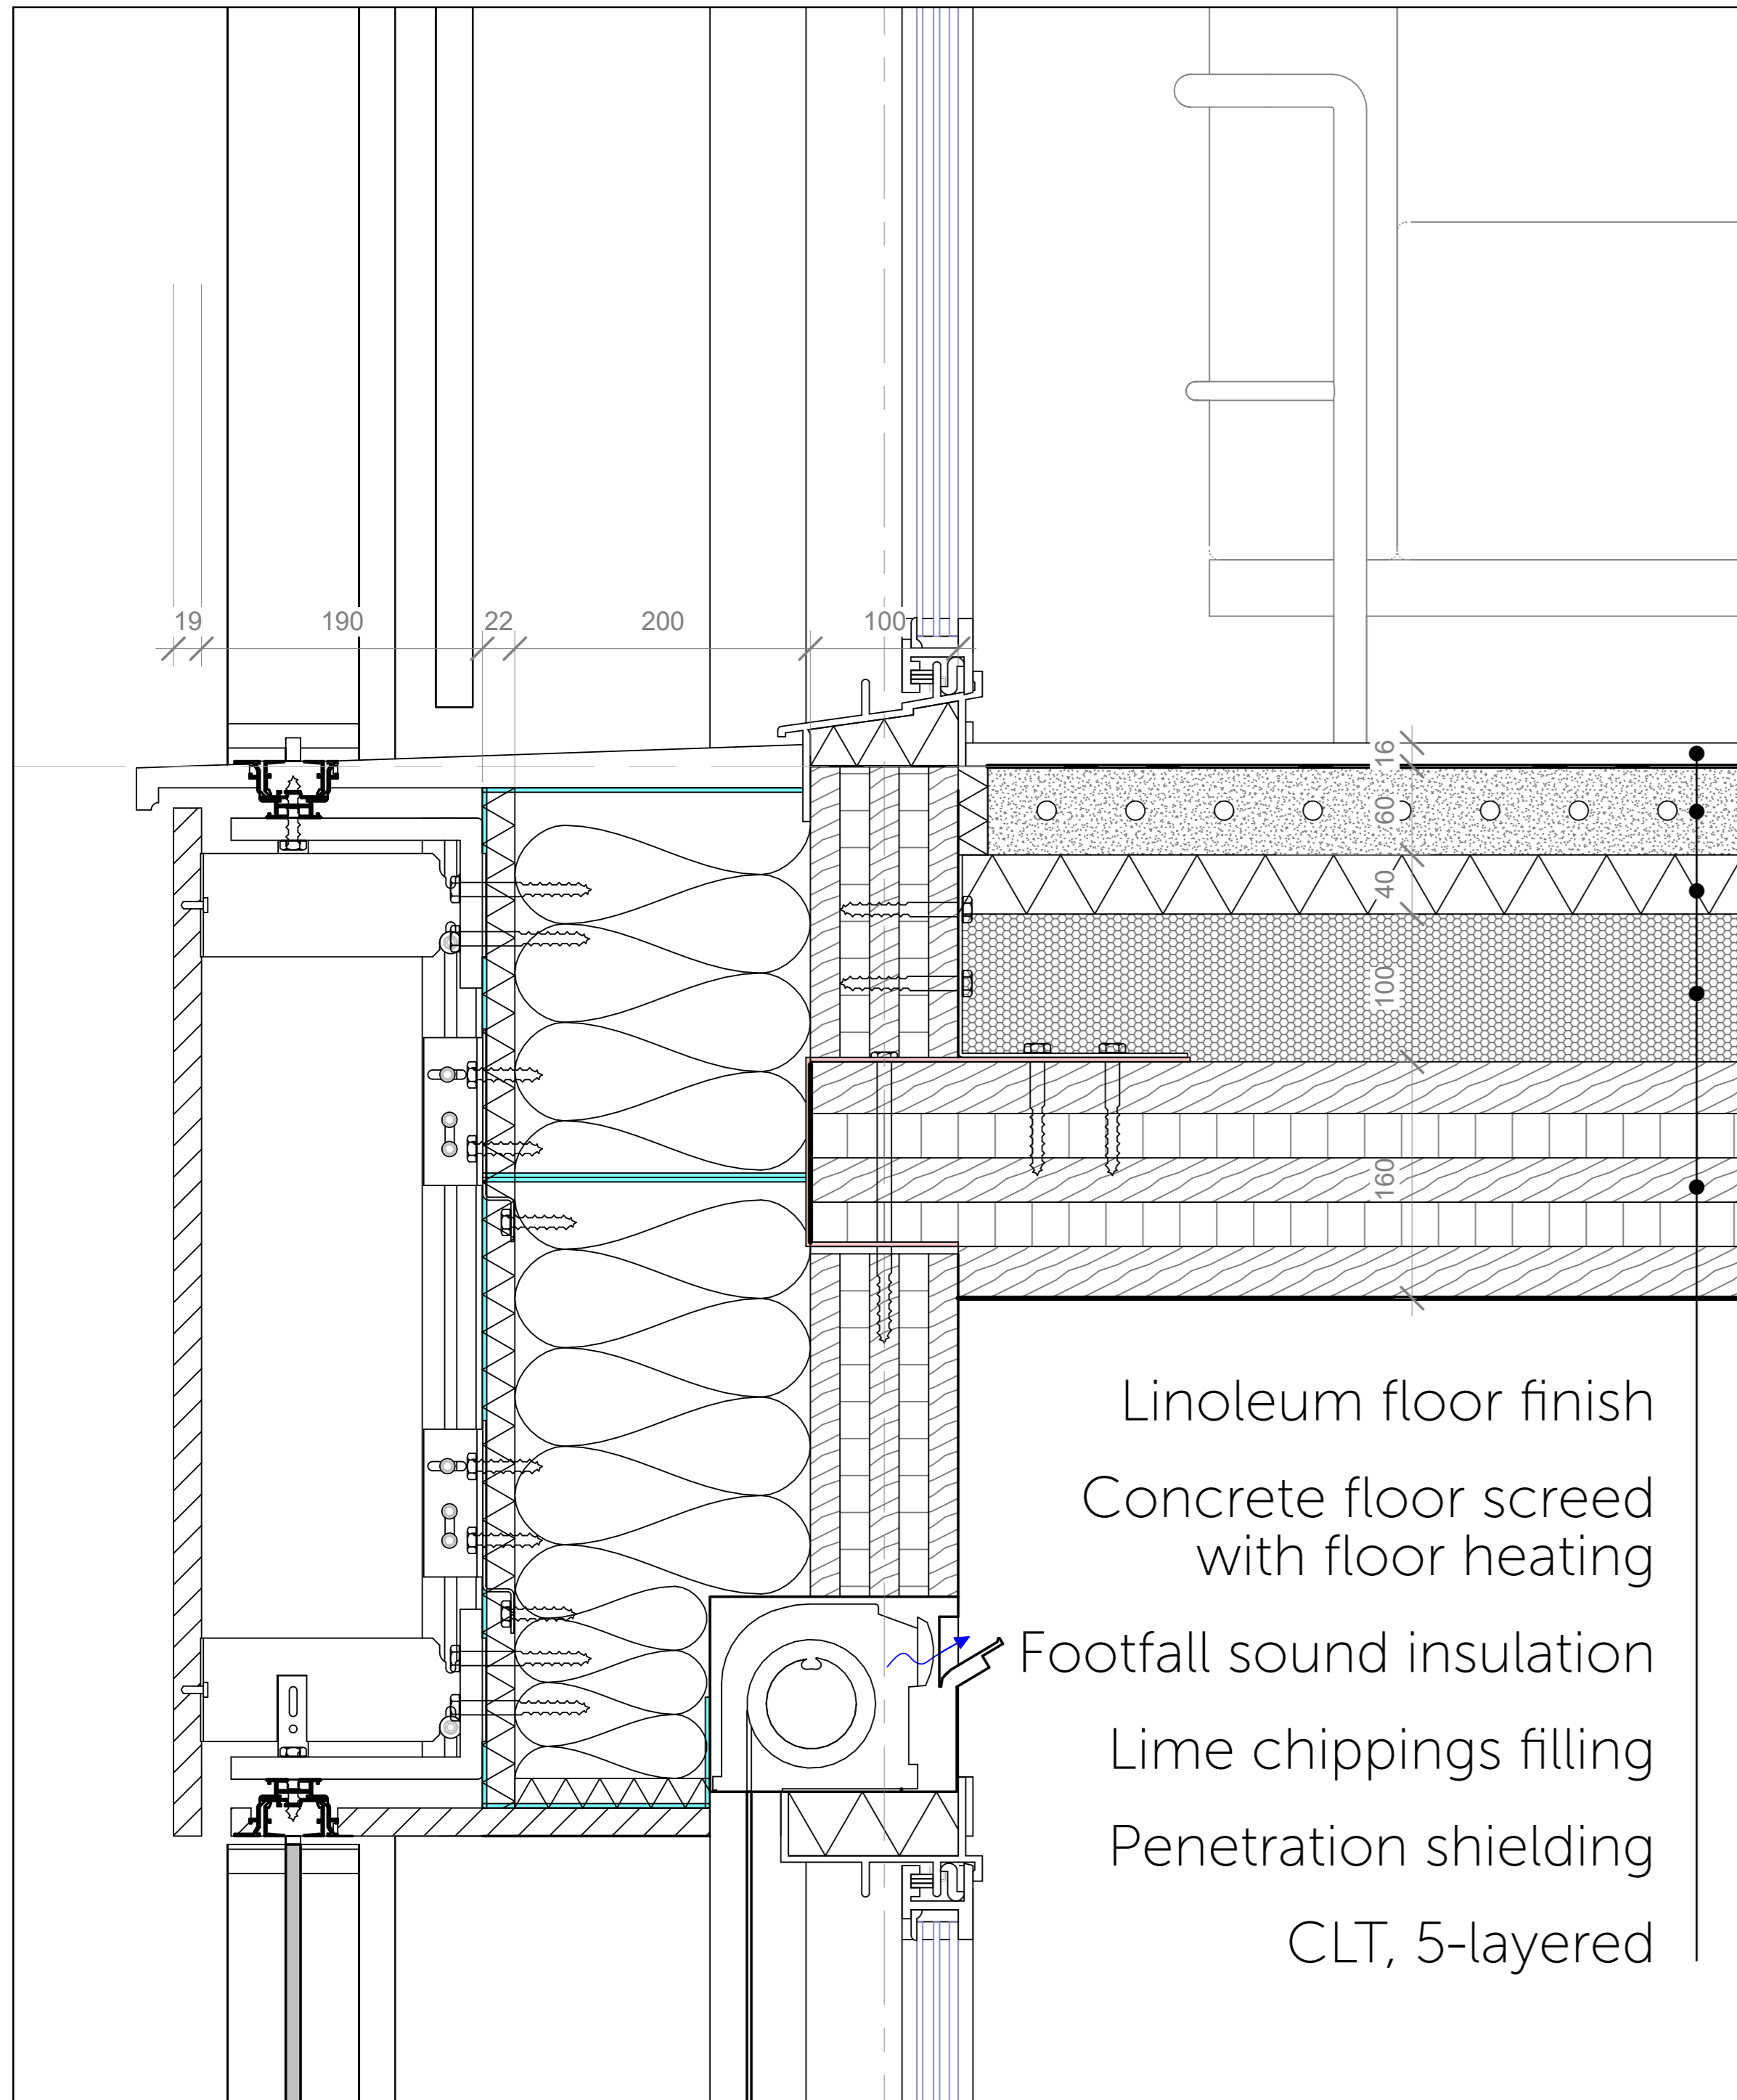 19 190 22 200 100
16
60
40
100
160
Linoleum floor finish
Concrete floor screed
with floor heating
Footfall sound insulation
Lime chippings filling
Penetration shielding
CLT, 5-layered